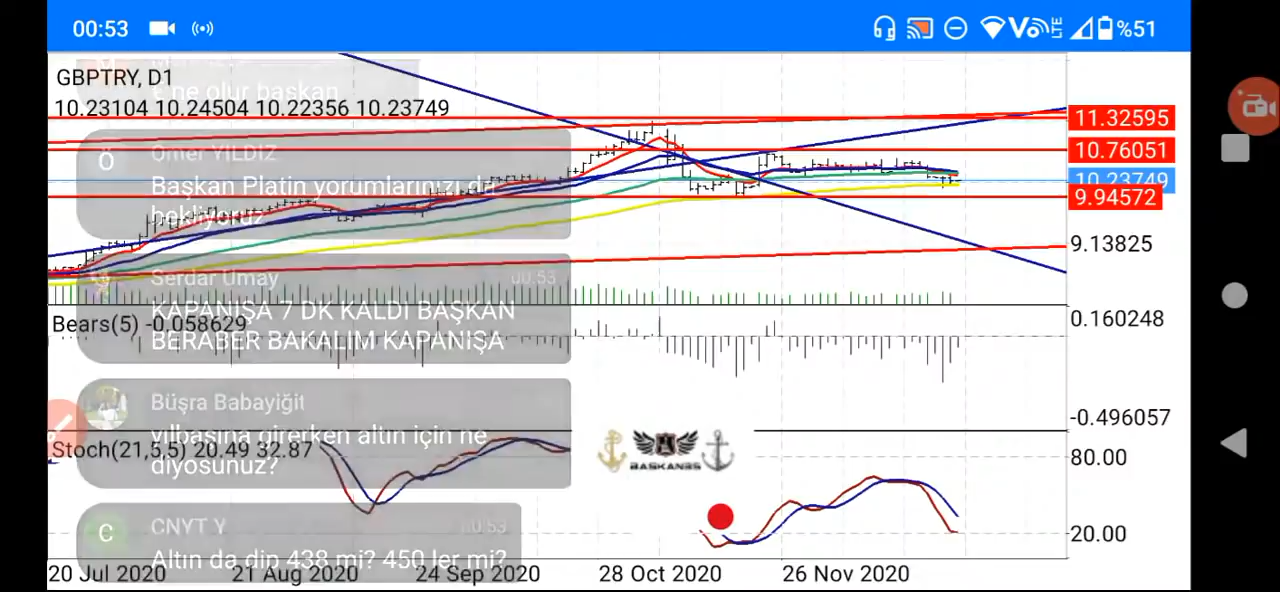 00:53
LTE
%51
GBPTRY, D1
10.23104 10.24504 10.22356 10.23749
e ne olur başkan
11.32595
10.76051
10.23749
9.94572
9.13825
Ö
Ömer YILDIZ
Başkan Platin yorumlarını da
bekliyoruz
Serdar Umay 00:53
KAPANIŞA 7 DK KALDI BAŞKAN
BERABER BAKALIM KAPANIŞA
Bears(5) -0.058629
0.160248
-0.496057
Büşra Babayiğit
yılbaşına girerken altın için ne
diyosunuz?
Stoch(21,5,5) 20.49 32.87
BAŞKANBS
80.00
20.00
C
CNYT Y 00:53
Altın da dip 438 mi? 450 ler mi?
20 Jul 2020 21 Aug 2020 24 Sep 2020 28 Oct 2020 26 Nov 2020